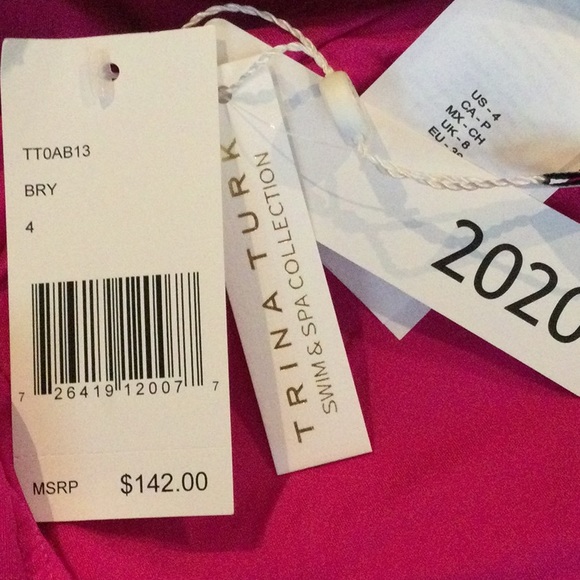 TT0AB13
BRY
4
7 26419 12007 7
MSRP $142.00
TRINA TURK
SWIM & SPA COLLECTION
US - 4
CA - P
MX - CH
UK - 8
EU -
2020